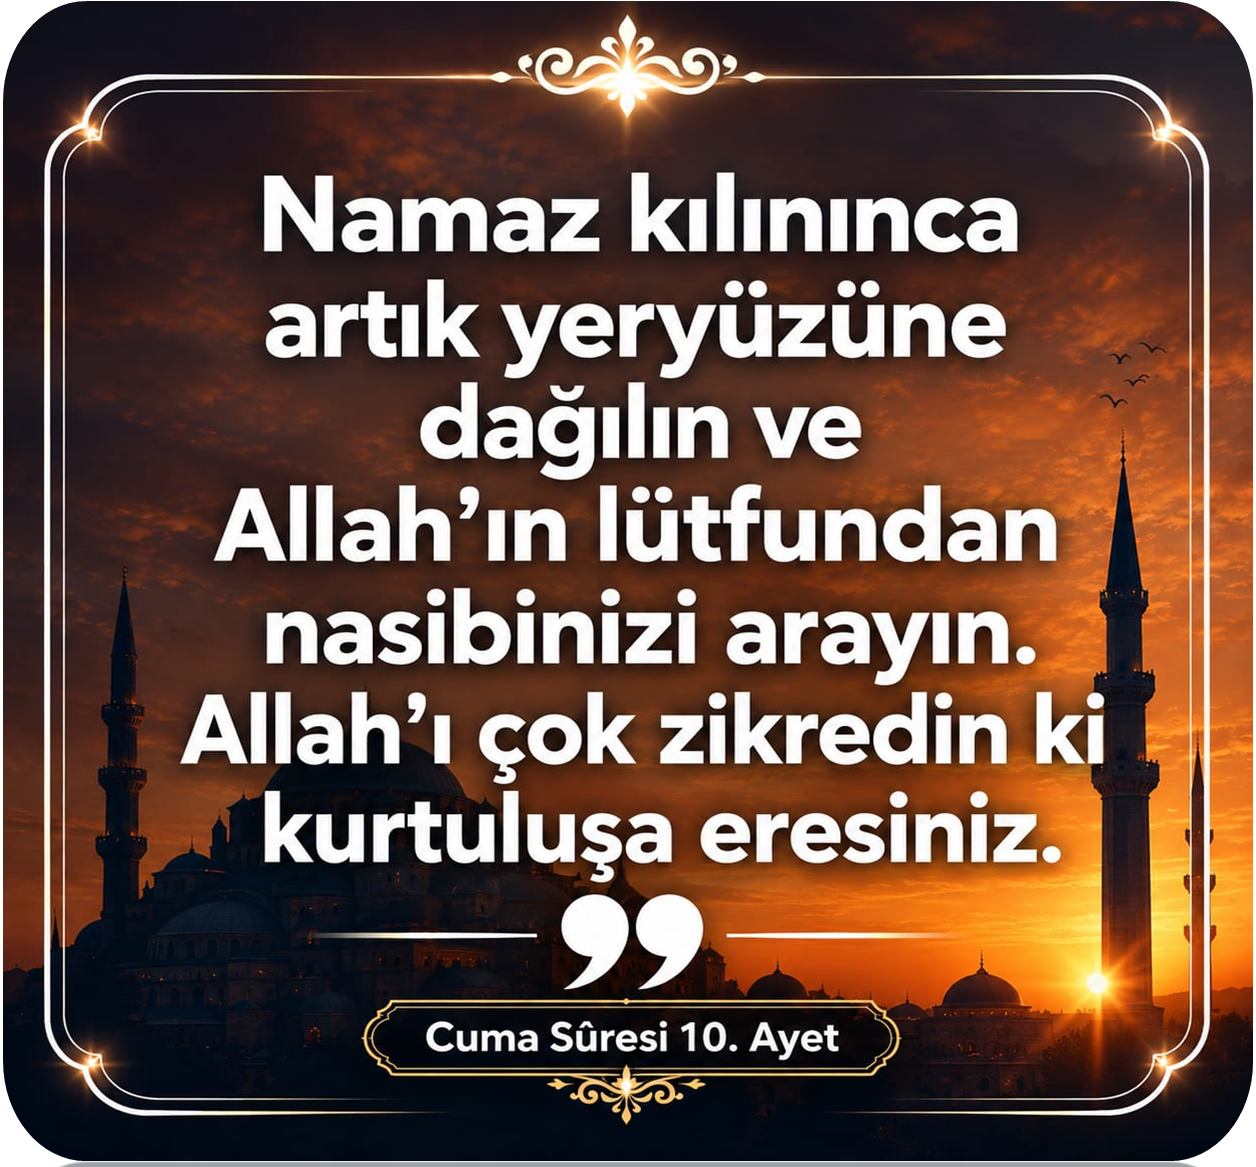 Namaz kılınınca
artık yeryüzüne
dağılın ve
Allah’ın lütfundan
nasibinizi arayın.
Allah’ı çok zikredin ki
kurtuluşa eresiniz.
”
Cuma Sûresi 10. Ayet